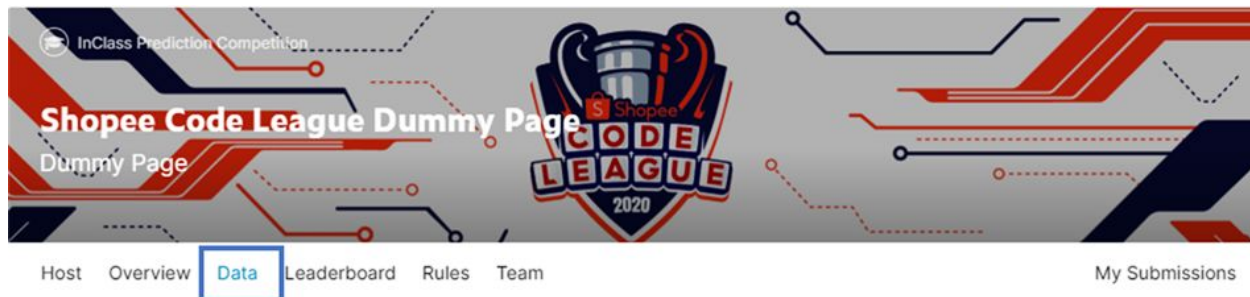 InClass Prediction Competition
Shopee Code League Dummy Page
Dummy Page
S Shopee
CODE
LEAGUE
2020
Host Overview Data Leaderboard Rules Team My Submissions